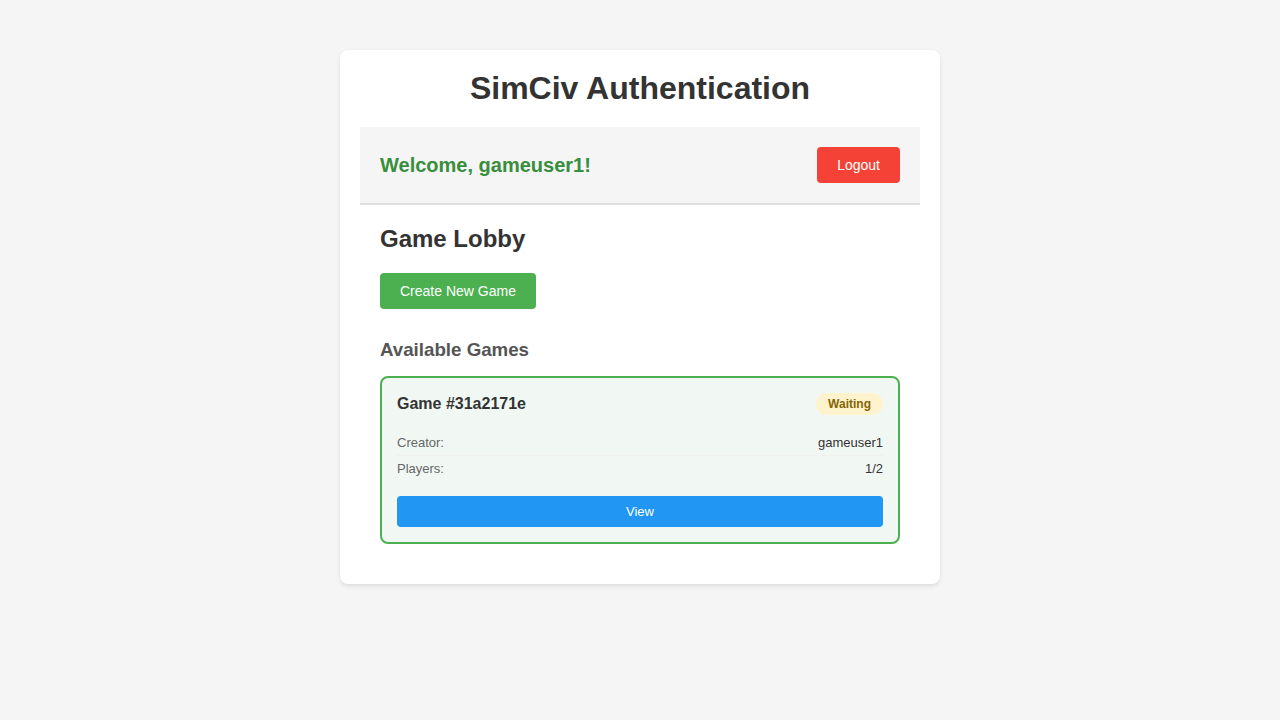 SimCiv Authentication
Welcome, gameuser1!
Logout
Game Lobby
Create New Game
Available Games
Game #31a2171e
Waiting
Creator:
gameuser1
Players:
1/2
View